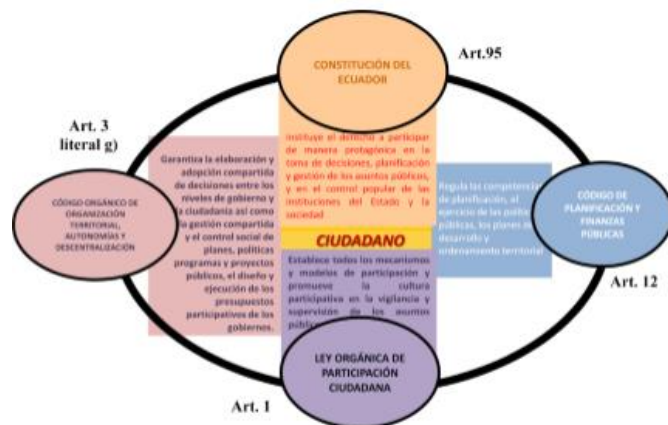 CONSTITUCIÓN DEL
ECUADOR
Art.95
Art. 3
literal g)
Instituye el derecho a participar
de manera protagónica en la
toma de decisiones, planificación
y gestión de los asuntos públicos,
y en el control popular de las
instituciones del Estado y la
sociedad
Garantiza la elaboración y
adopción compartida
de decisiones entre los
niveles de gobierno y
la ciudadanía así como
la gestión compartida
y el control social de
planes, políticas
programas y proyectos
públicos, el diseño y
ejecución de los
presupuestos
participativos de los
gobiernos.
CÓDIGO ORGÁNICO DE
ORGANIZACIÓN
TERRITORIAL,
AUTONOMÍAS Y
DESCENTRALIZACIÓN
Regula las competencias
de planificación, el
ejercicio de las políticas
públicas, los planes de
desarrollo y
ordenamiento territorial
CÓDIGO DE
PLANIFICACIÓN Y
FINANZAS
PÚBLICAS
Art. 12
CIUDADANO
Establece todos los mecanismos
y modelos de participación y
promueve la cultura
participativa en la vigilancia y
supervisión de los asuntos
LEY ORGÁNICA DE
PARTICIPACIÓN
CIUDADANA
Art. 1